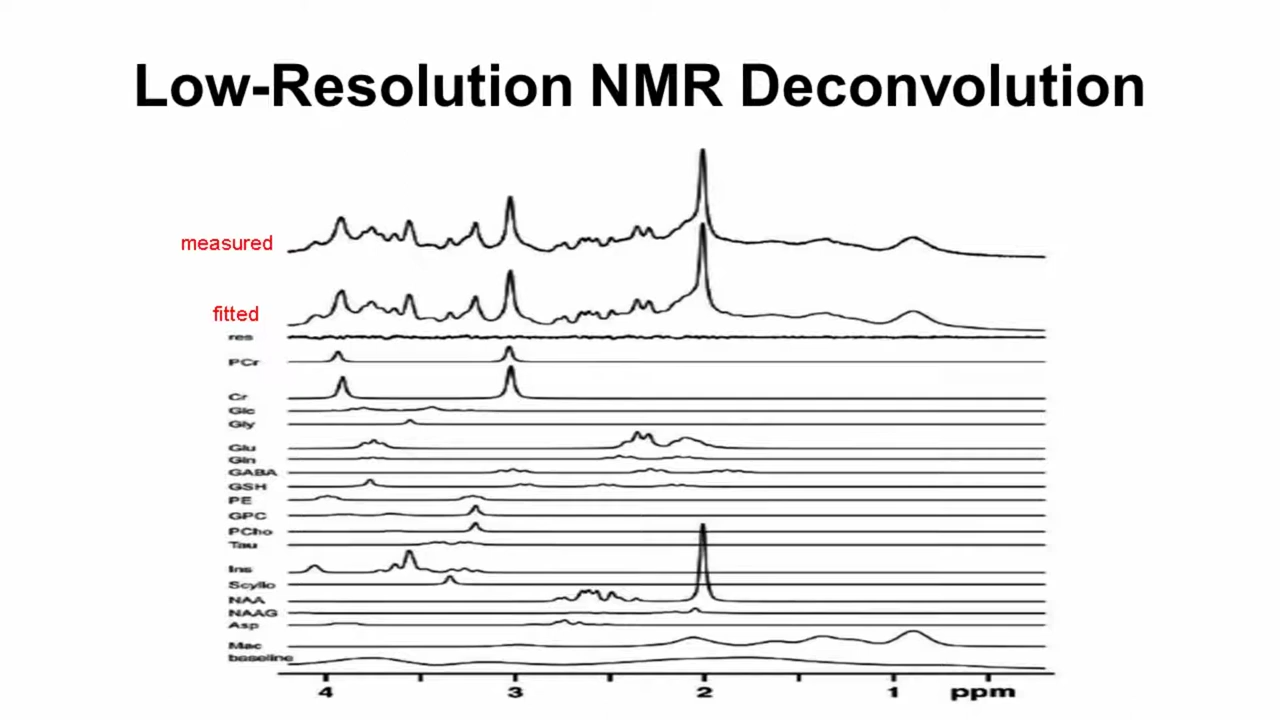 Low-Resolution NMR Deconvolution
measured
fitted
res
PCr
Cr
Glc
Gly
Glu
Gln
GABA
GSH
PE
GPC
PCho
Tau
Ins
Scyllo
NAA
NAAG
Asp
Mac
baseline
4 3 2 1 ppm